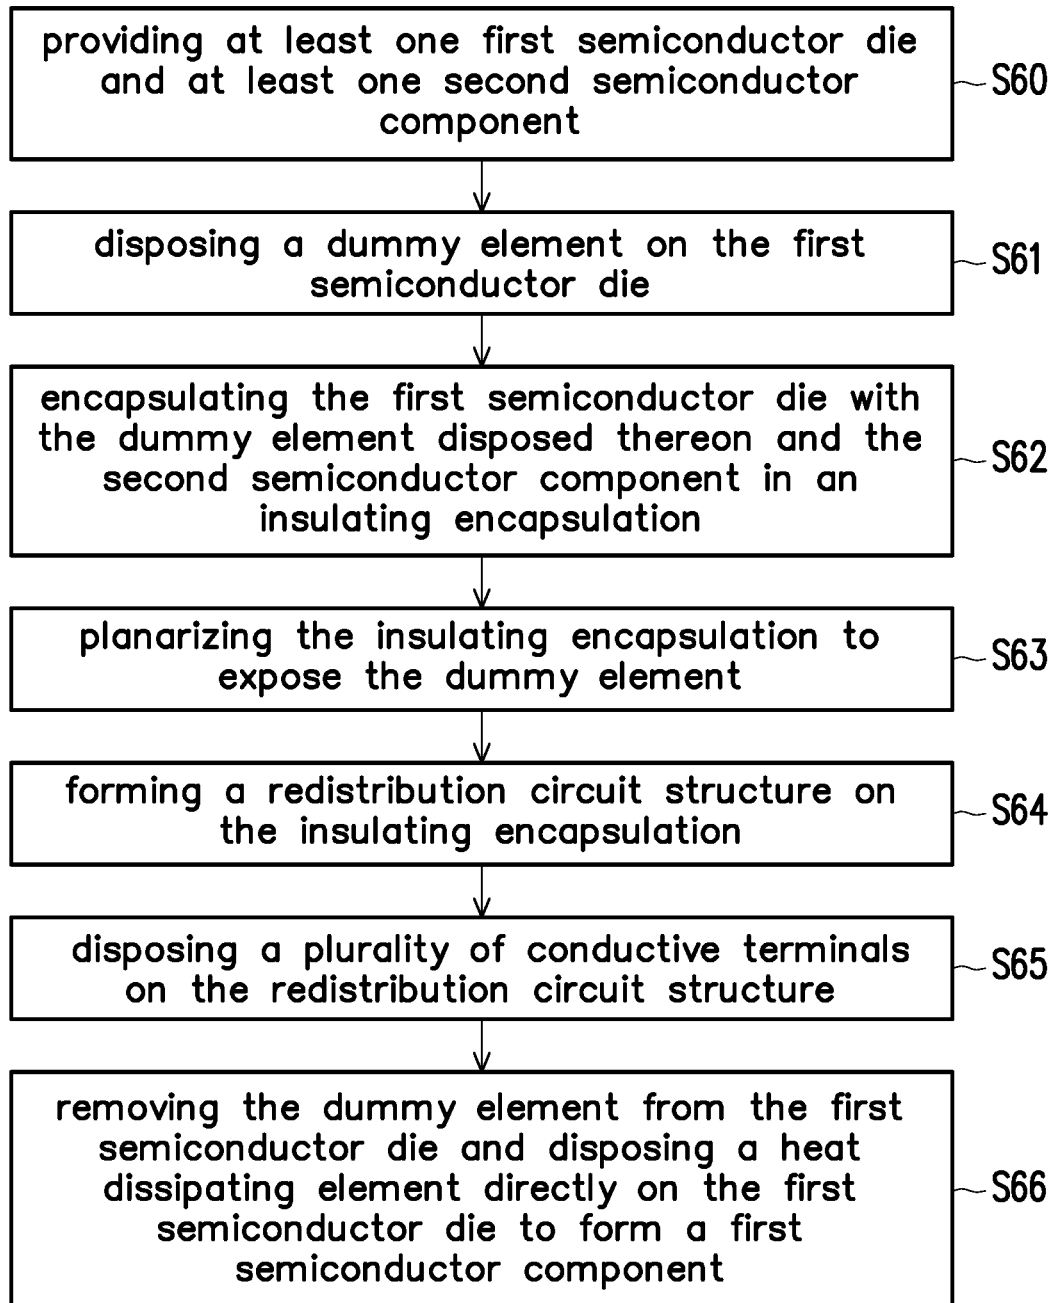 providing at least one first semiconductor die
and at least one second semiconductor
component
S60
disposing a dummy element on the first
semiconductor die
S61
encapsulating the first semiconductor die with
the dummy element disposed thereon and the
second semiconductor component in an
insulating encapsulation
S62
planarizing the insulating encapsulation to
expose the dummy element
S63
forming a redistribution circuit structure on
the insulating encapsulation
S64
disposing a plurality of conductive terminals
on the redistribution circuit structure
S65
removing the dummy element from the first
semiconductor die and disposing a heat
dissipating element directly on the first
semiconductor die to form a first
semiconductor component
S66